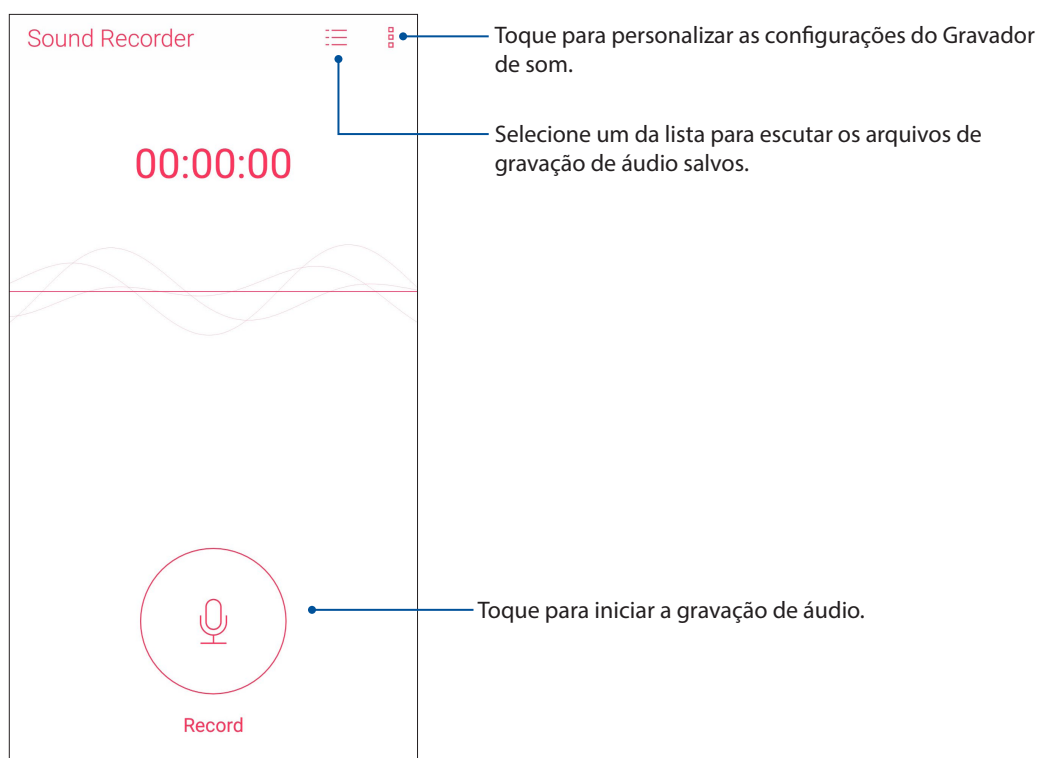 Sound Recorder
Toque para personalizar as configurações do Gravador
de som.
Selecione um da lista para escutar os arquivos de
gravação de áudio salvos.
00:00:00
Toque para iniciar a gravação de áudio.
Record